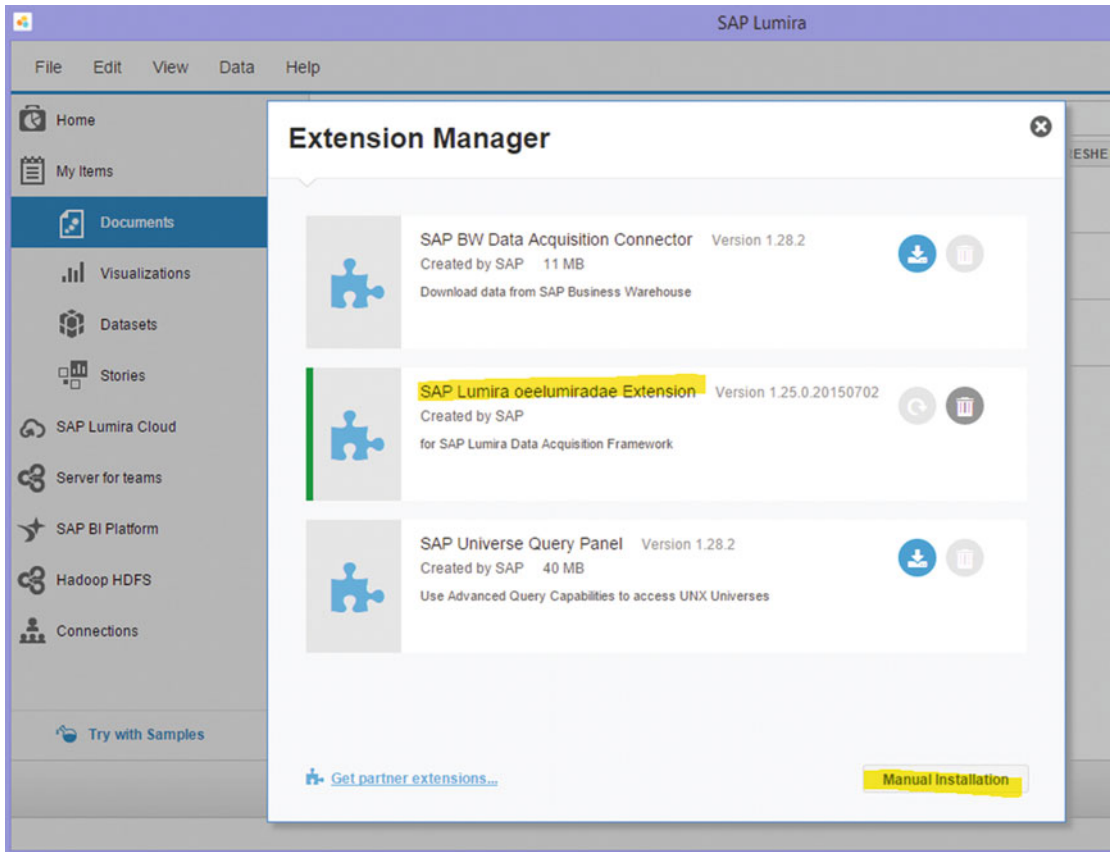 SAP Lumira
File Edit View Data Help
Home
My Items
Documents
Visualizations
Datasets
Stories
SAP Lumira Cloud
Server for teams
SAP BI Platform
Hadoop HDFS
Connections
Try with Samples
ESHE
Extension Manager
SAP BW Data Acquisition Connector Version 1.28.2
Created by SAP 11 MB
Download data from SAP Business Warehouse
SAP Lumira oeelumiradae Extension Version 1.25.0.20150702
Created by SAP
for SAP Lumira Data Acquisition Framework
SAP Universe Query Panel Version 1.28.2
Created by SAP 40 MB
Use Advanced Query Capabilities to access UNX Universes
Get partner extensions...
Manual Installation